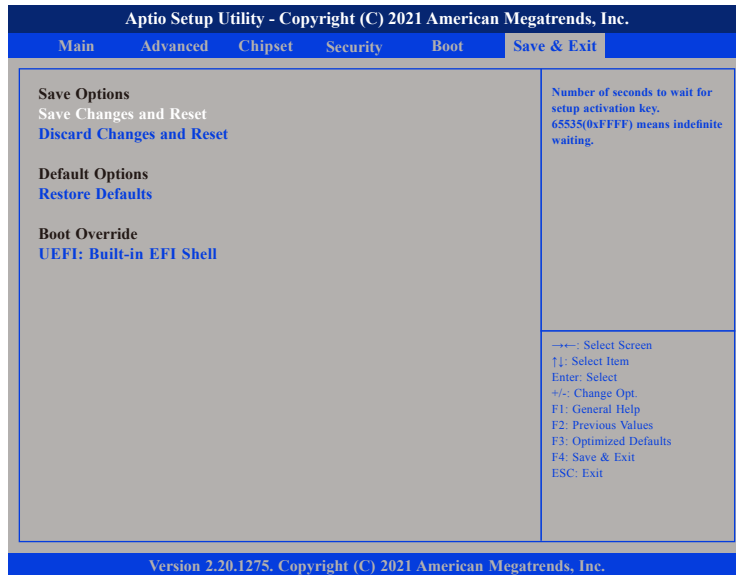 Aptio Setup Utility - Copyright (C) 2021 American Megatrends, Inc.
Main Advanced Chipset Security Boot Save & Exit
Save Options
Save Changes and Reset
Discard Changes and Reset
Default Options
Restore Defaults
Boot Override
UEFI: Built-in EFI Shell
Number of seconds to wait for
setup activation key.
65535(0xFFFF) means indefinite
waiting.
→←: Select Screen
↑↓: Select Item
Enter: Select
+/-: Change Opt.
F1: General Help
F2: Previous Values
F3: Optimized Defaults
F4: Save & Exit
ESC: Exit
Version 2.20.1275. Copyright (C) 2021 American Megatrends, Inc.